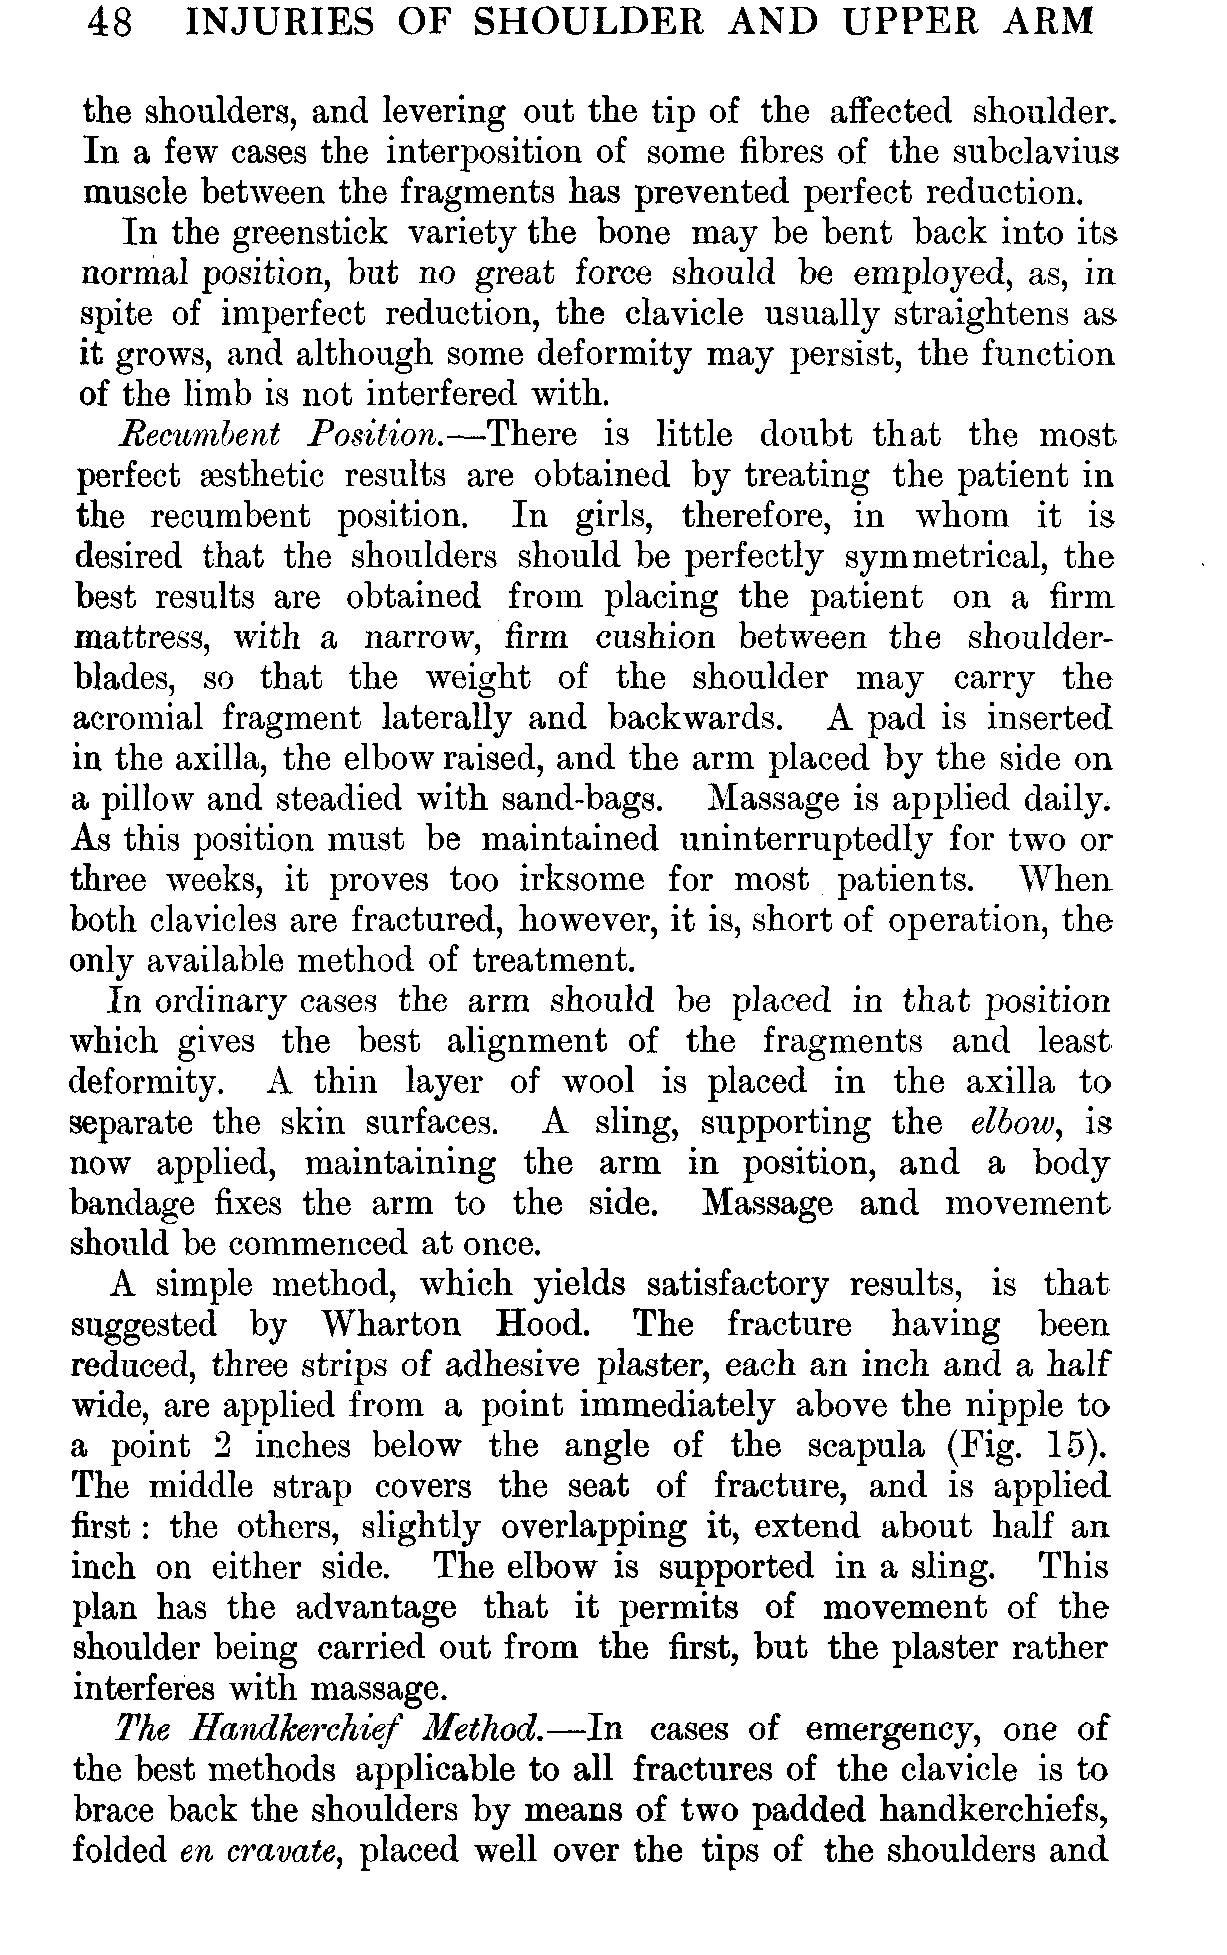 48 INJURIES OF SHOULDER AND UPPER ARM
the shoulders, and levering out the tip of the affected shoulder.
In a few cases the interposition of some fibres of the subclavius
muscle between the fragments has prevented perfect reduction.
In the greenstick variety the bone may be bent back into its
normal position, but no great force should be employed, as, in
spite of imperfect reduction, the clavicle usually straightens as
it grows, and although some deformity may persist, the function
of the limb is not interfered with.
Recumbent Position.—There is little doubt that the most
perfect æsthetic results are obtained by treating the patient in
the recumbent position. In girls, therefore, in whom it is
desired that the shoulders should be perfectly symmetrical, the
best results are obtained from placing the patient on a firm
mattress, with a narrow, firm cushion between the shoulder-
blades, so that the weight of the shoulder may carry the
acromial fragment laterally and backwards. A pad is inserted
in the axilla, the elbow raised, and the arm placed by the side on
a pillow and steadied with sand-bags. Massage is applied daily.
As this position must be maintained uninterruptedly for two or
three weeks, it proves too irksome for most patients. When
both clavicles are fractured, however, it is, short of operation, the
only available method of treatment.
In ordinary cases the arm should be placed in that position
which gives the best alignment of the fragments and least
deformity. A thin layer of wool is placed in the axilla to
separate the skin surfaces. A sling, supporting the elbow, is
now applied, maintaining the arm in position, and a body
bandage fixes the arm to the side. Massage and movement
should be commenced at once.
A simple method, which yields satisfactory results, is that
suggested by Wharton Hood. The fracture having been
reduced, three strips of adhesive plaster, each an inch and a half
wide, are applied from a point immediately above the nipple to
a point 2 inches below the angle of the scapula (Fig. 15).
The middle strap covers the seat of fracture, and is applied
first : the others, slightly overlapping it, extend about half an
inch on either side. The elbow is supported in a sling. This
plan has the advantage that it permits of movement of the
shoulder being carried out from the first, but the plaster rather
interferes with massage.
The Handkerchief Method.—In cases of emergency, one of
the best methods applicable to all fractures of the clavicle is to
brace back the shoulders by means of two padded handkerchiefs,
folded en cravate, placed well over the tips of the shoulders and